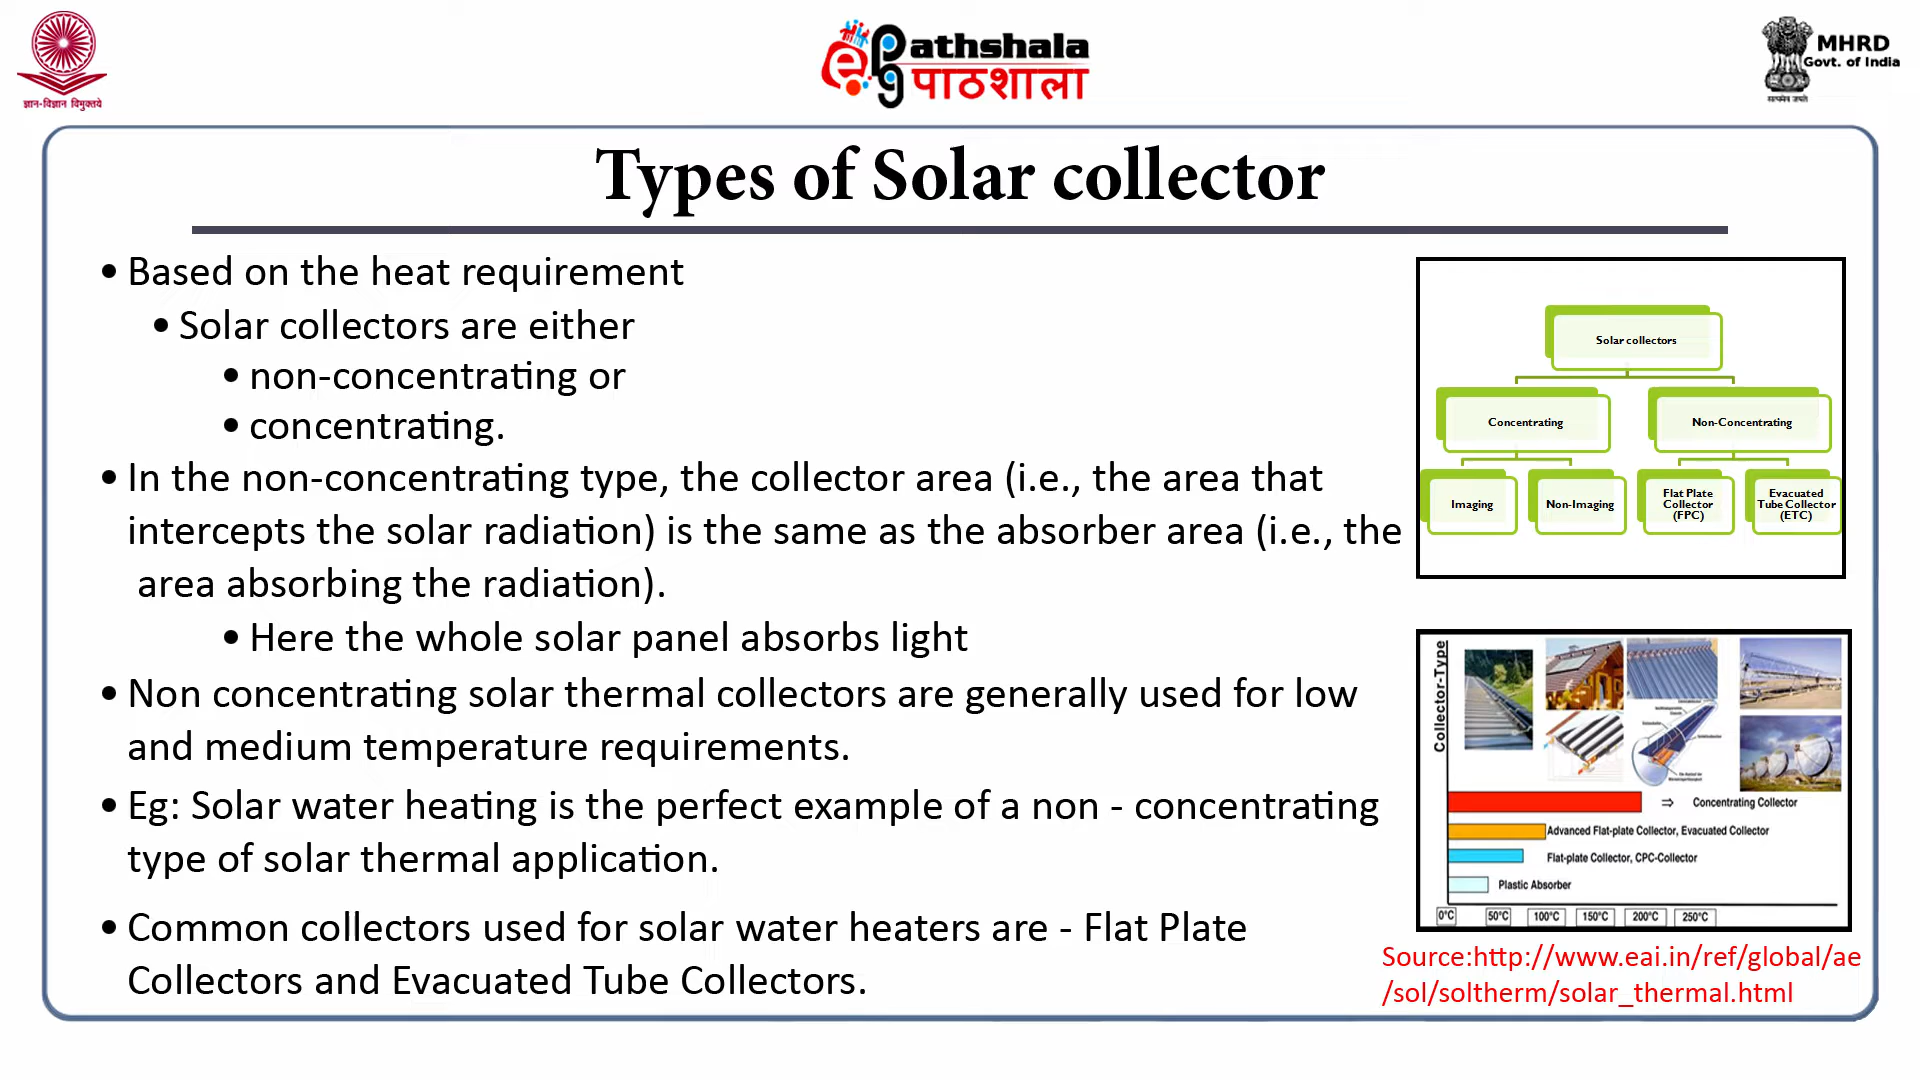 ज्ञान-विज्ञान विमुक्तये
ePG Pathshala
पाठशाला
MHRD
Govt. of India
सत्यमेव जयते
Types of Solar collector
• Based on the heat requirement
• Solar collectors are either
• non-concentrating or
• concentrating.
• In the non-concentrating type, the collector area (i.e., the area that
intercepts the solar radiation) is the same as the absorber area (i.e., the
area absorbing the radiation).
• Here the whole solar panel absorbs light
• Non concentrating solar thermal collectors are generally used for low
and medium temperature requirements.
• Eg: Solar water heating is the perfect example of a non - concentrating
type of solar thermal application.
• Common collectors used for solar water heaters are - Flat Plate
Collectors and Evacuated Tube Collectors.
Solar collectors
Concentrating
Non-Concentrating
Imaging
Non-Imaging
Flat Plate
Collector
(FPC)
Evacuated
Tube Collector
(ETC)
Collector-Type
⇒ Concentrating Collector
Advanced Flat-plate Collector, Evacuated Collector
Flat-plate Collector, CPC-Collector
Plastic Absorber
0°C 50°C 100°C 150°C 200°C 250°C
Source:http://www.eai.in/ref/global/ae
/sol/soltherm/solar_thermal.html